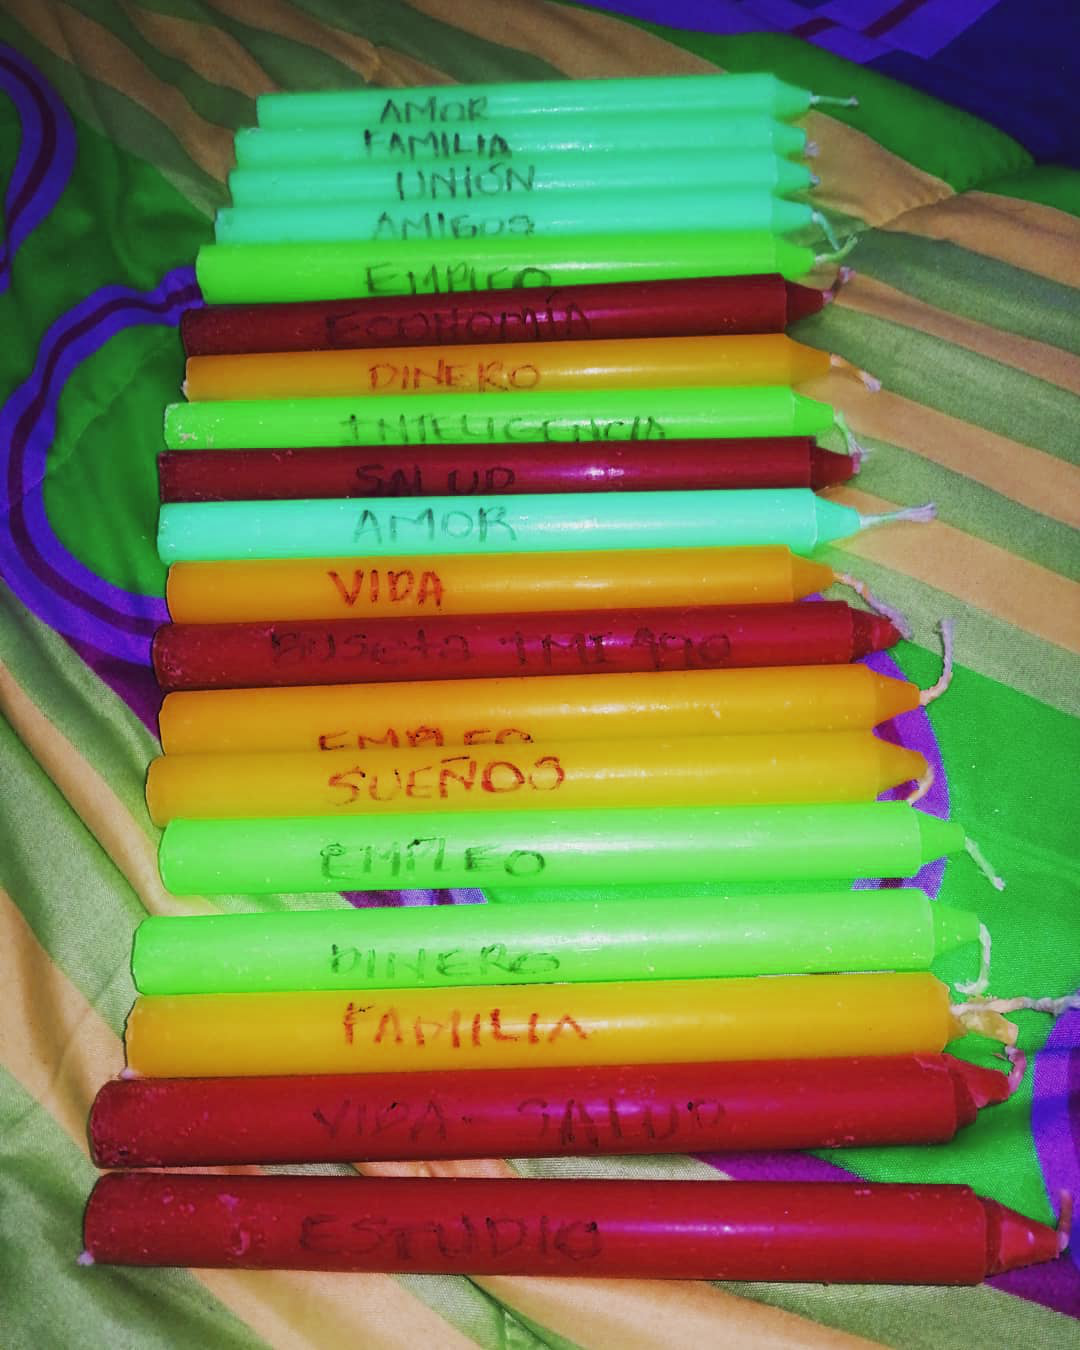 AMOR
FAMILIA
UNIÓN
AMIGOS
EMPLEO
ECONOMÍA
DINERO
INTELIGENCIA
SALUD
AMOR
VIDA
EMPLEO
SUEÑOS
EMPLEO
DINERO
FAMILIA
VIDA - SALUD
ESTUDIO